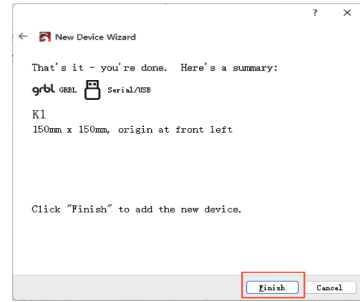 ? ×
← New Device Wizard
That's it - you're done. Here's a summary:
grbl GRBL Serial/USB
K1
150mm x 150mm, origin at front left
Click "Finish" to add the new device.
Finish Cancel